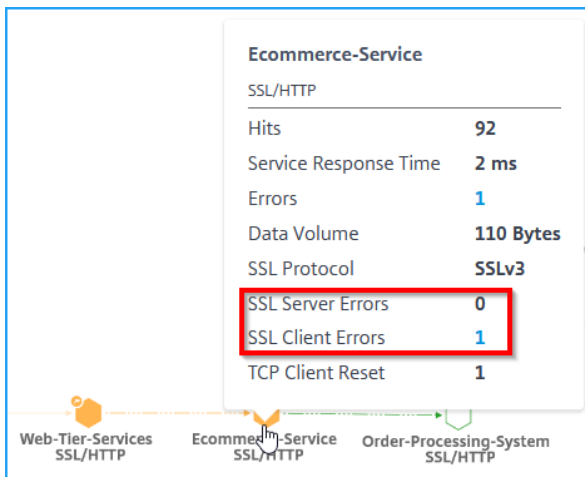 Ecommerce-Service
SSL/HTTP
Hits 92
Service Response Time 2 ms
Errors 1
Data Volume 110 Bytes
SSL Protocol SSLv3
SSL Server Errors 0
SSL Client Errors 1
TCP Client Reset 1
Web-Tier-Services Ecommerce-Service Order-Processing-System
SSL/HTTP SSL/HTTP SSL/HTTP